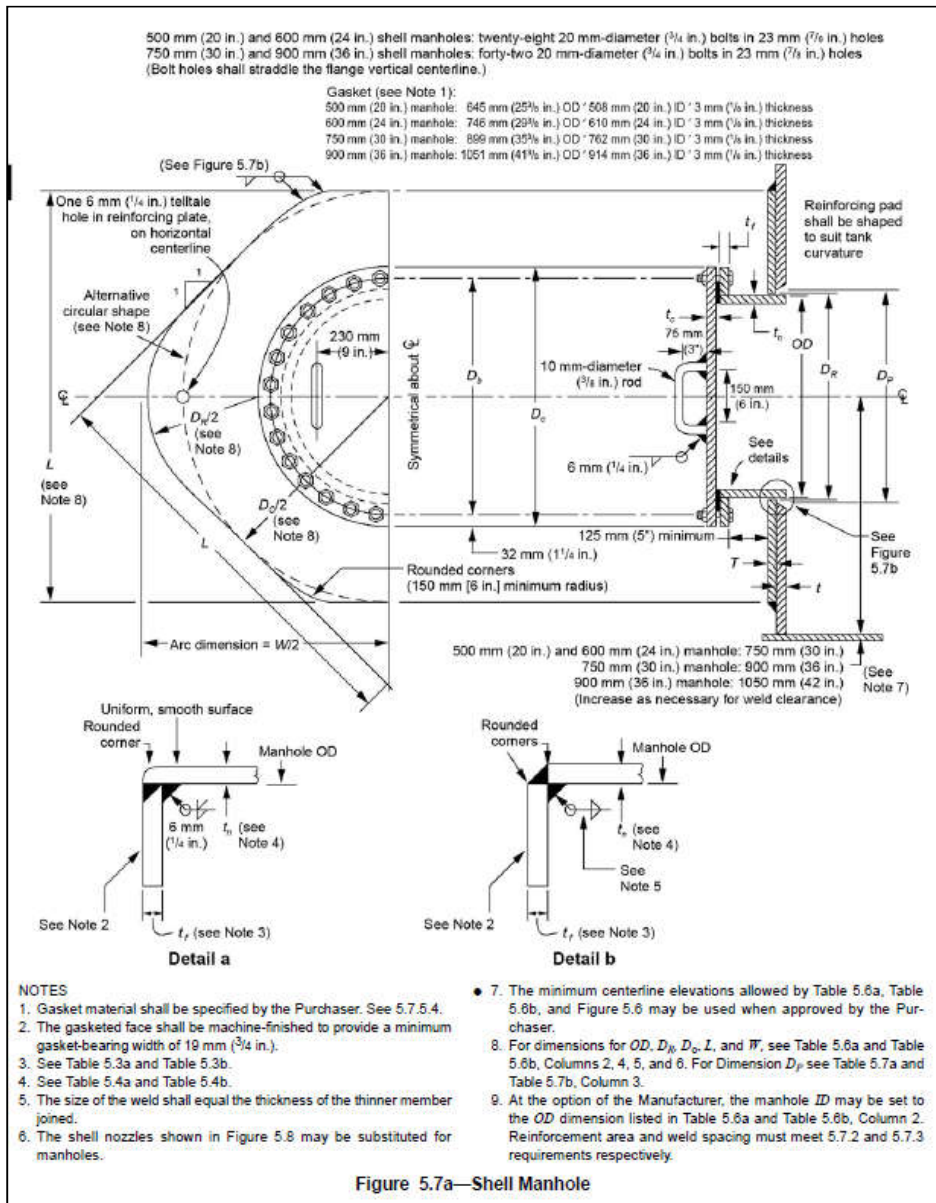 500 mm (20 in.) and 600 mm (24 in.) shell manholes: twenty-eight 20 mm-diameter (3/4 in.) bolts in 23 mm (7/8 in.) holes
750 mm (30 in.) and 900 mm (36 in.) shell manholes: forty-two 20 mm-diameter (3/4 in.) bolts in 23 mm (7/8 in.) holes
(Bolt holes shall straddle the flange vertical centerline.)
Gasket (see Note 1):
500 mm (20 in.) manhole: 645 mm (25 3/8 in.) OD ' 508 mm (20 in.) ID ' 3 mm (1/8 in.) thickness
600 mm (24 in.) manhole: 746 mm (29 3/8 in.) OD ' 610 mm (24 in.) ID ' 3 mm (1/8 in.) thickness
750 mm (30 in.) manhole: 899 mm (35 3/8 in.) OD ' 762 mm (30 in.) ID ' 3 mm (1/8 in.) thickness
900 mm (36 in.) manhole: 1051 mm (41 3/8 in.) OD ' 914 mm (36 in.) ID ' 3 mm (1/8 in.) thickness
(See Figure 5.7b)
One 6 mm (1/4 in.) telltale
hole in reinforcing plate,
on horizontal
centerline
Reinforcing pad
shall be shaped
to suit tank
curvature
tf
1
1
Alternative
circular shape
(see Note 8)
230 mm
(9 in.)
Symmetrical about ℄
Db
Dc
tc
75 mm
(3")
10 mm-diameter
(3/8 in.) rod
150 mm
(6 in.)
tn
OD
DR
DP
℄
℄
DR/2
(see
Note 8)
L
(see
Note 8)
6 mm (1/4 in.)
See
details
DO/2
(see
Note 8)
L
125 mm (5") minimum
32 mm (1 1/4 in.)
Rounded corners
(150 mm [6 in.] minimum radius)
T
t
See
Figure
5.7b
Arc dimension = W/2
500 mm (20 in.) and 600 mm (24 in.) manhole: 750 mm (30 in.)
750 mm (30 in.) manhole: 900 mm (36 in.)
900 mm (36 in.) manhole: 1050 mm (42 in.)
(Increase as necessary for weld clearance)
(See
Note 7)
Uniform, smooth surface
Rounded
corner
Manhole OD
6 mm
(1/4 in.)
tn (see
Note 4)
See Note 2
tf (see Note 3)
Detail a
Rounded
corners
Manhole OD
tn (see
Note 4)
See
Note 5
See Note 2
tf (see Note 3)
Detail b
NOTES
1. Gasket material shall be specified by the Purchaser. See 5.7.5.4.
2. The gasketed face shall be machine-finished to provide a minimum
gasket-bearing width of 19 mm (3/4 in.).
3. See Table 5.3a and Table 5.3b.
4. See Table 5.4a and Table 5.4b.
5. The size of the weld shall equal the thickness of the thinner member
joined.
6. The shell nozzles shown in Figure 5.8 may be substituted for
manholes.
• 7. The minimum centerline elevations allowed by Table 5.6a, Table
5.6b, and Figure 5.6 may be used when approved by the Pur-
chaser.
8. For dimensions for OD, DR, DO, L, and W, see Table 5.6a and Table
5.6b, Columns 2, 4, 5, and 6. For Dimension DP see Table 5.7a and
Table 5.7b, Column 3.
9. At the option of the Manufacturer, the manhole ID may be set to
the OD dimension listed in Table 5.6a and Table 5.6b, Column 2.
Reinforcement area and weld spacing must meet 5.7.2 and 5.7.3
requirements respectively.
Figure 5.7a—Shell Manhole